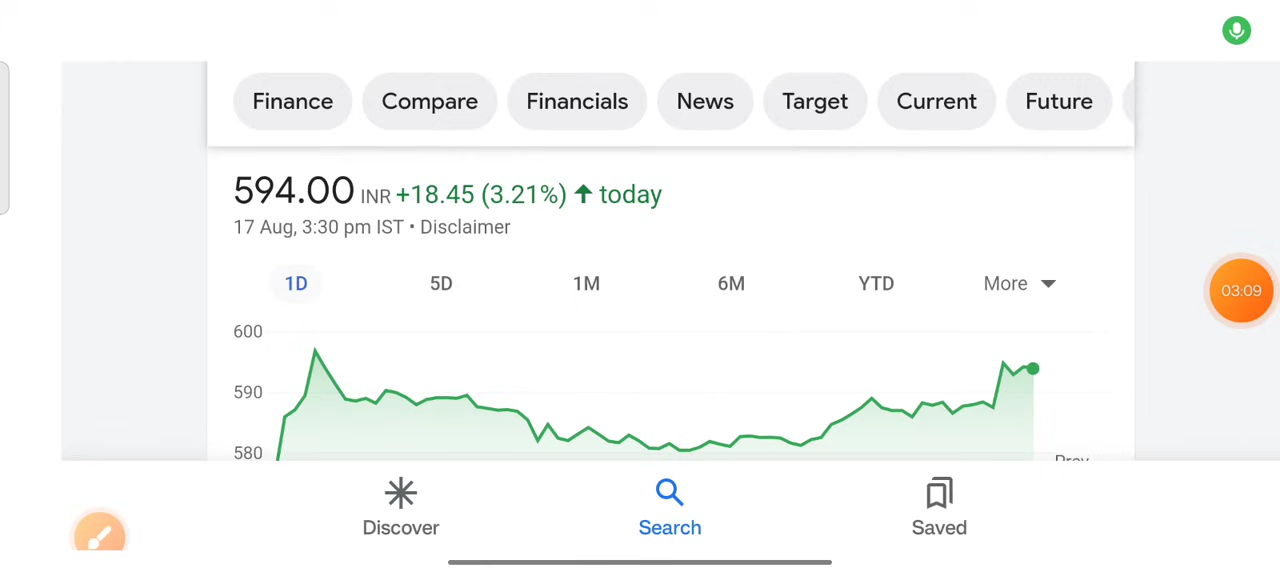 Finance Compare Financials News Target Current Future
594.00 INR +18.45 (3.21%) ↑ today
17 Aug, 3:30 pm IST • Disclaimer
1D 5D 1M 6M YTD More
600
590
580
03:09
Discover Search Saved